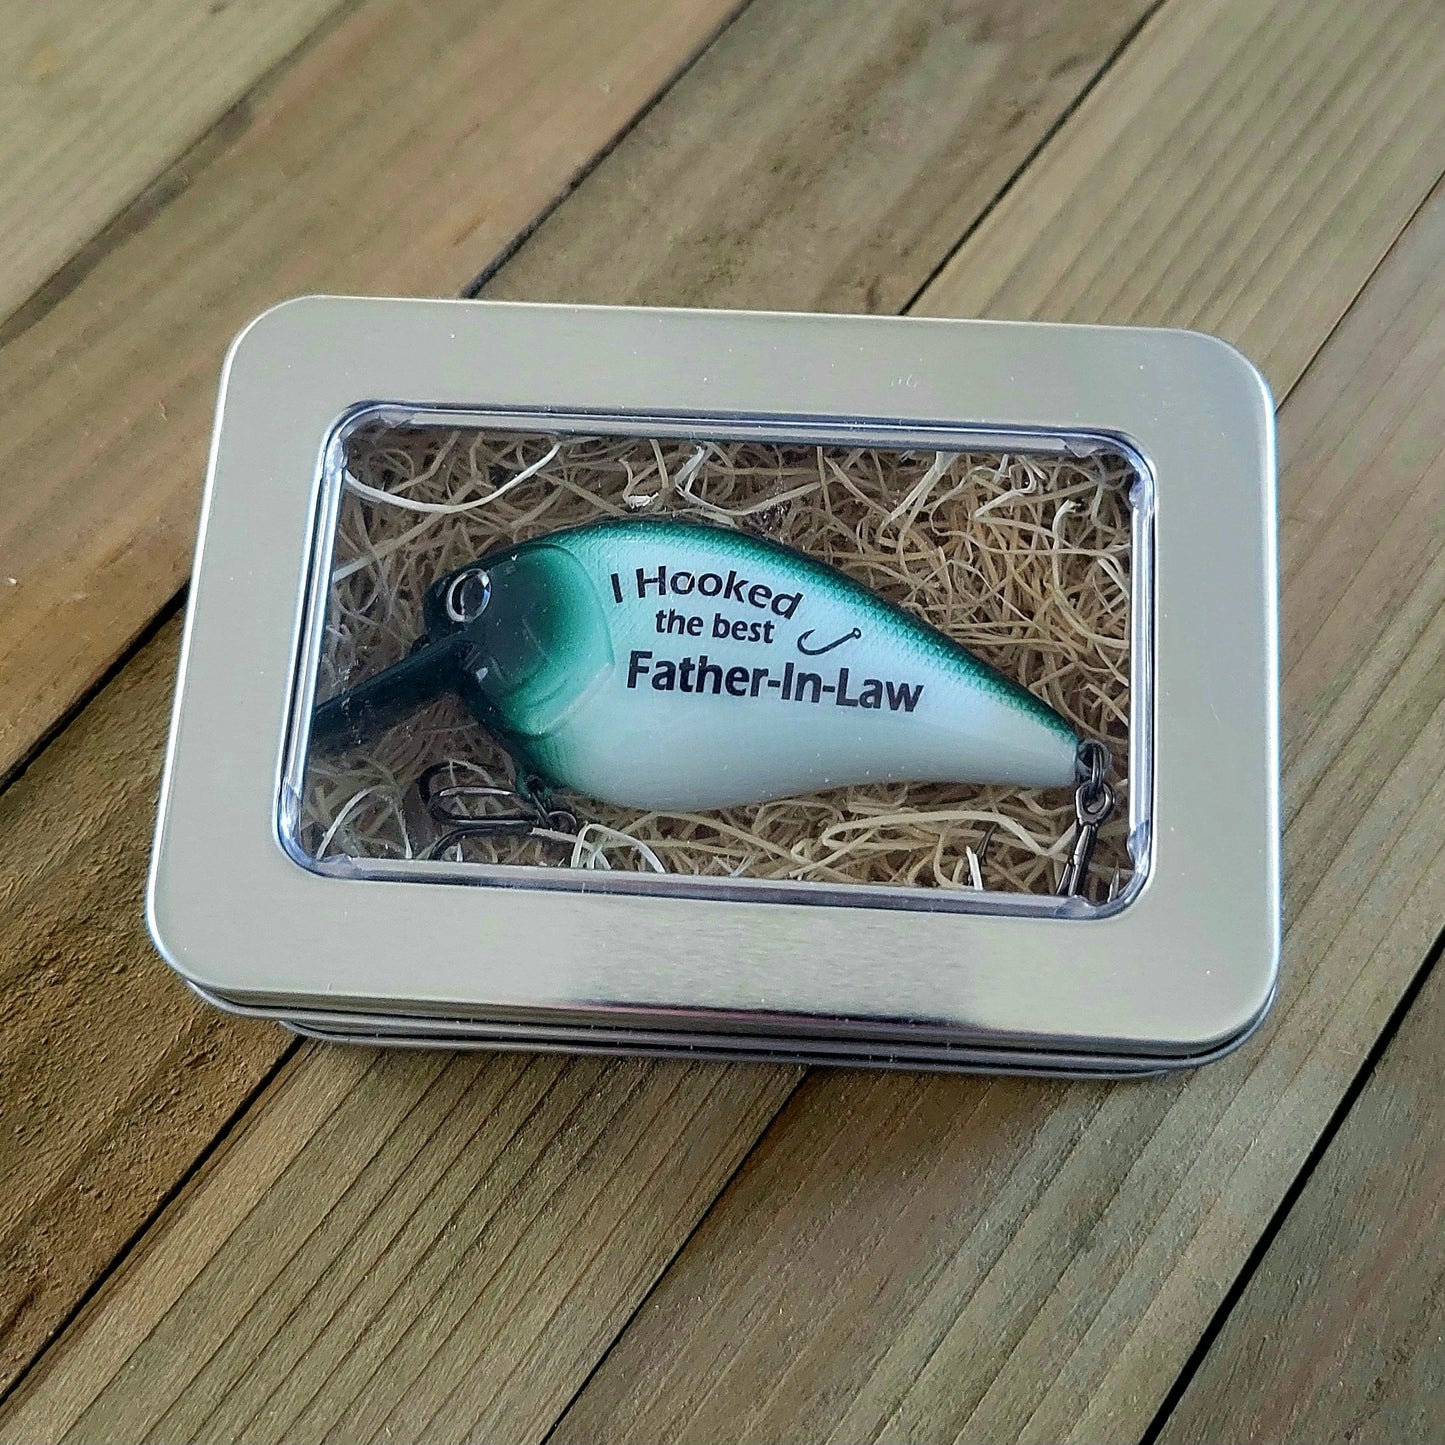 I Hooked
the best
Father-In-Law